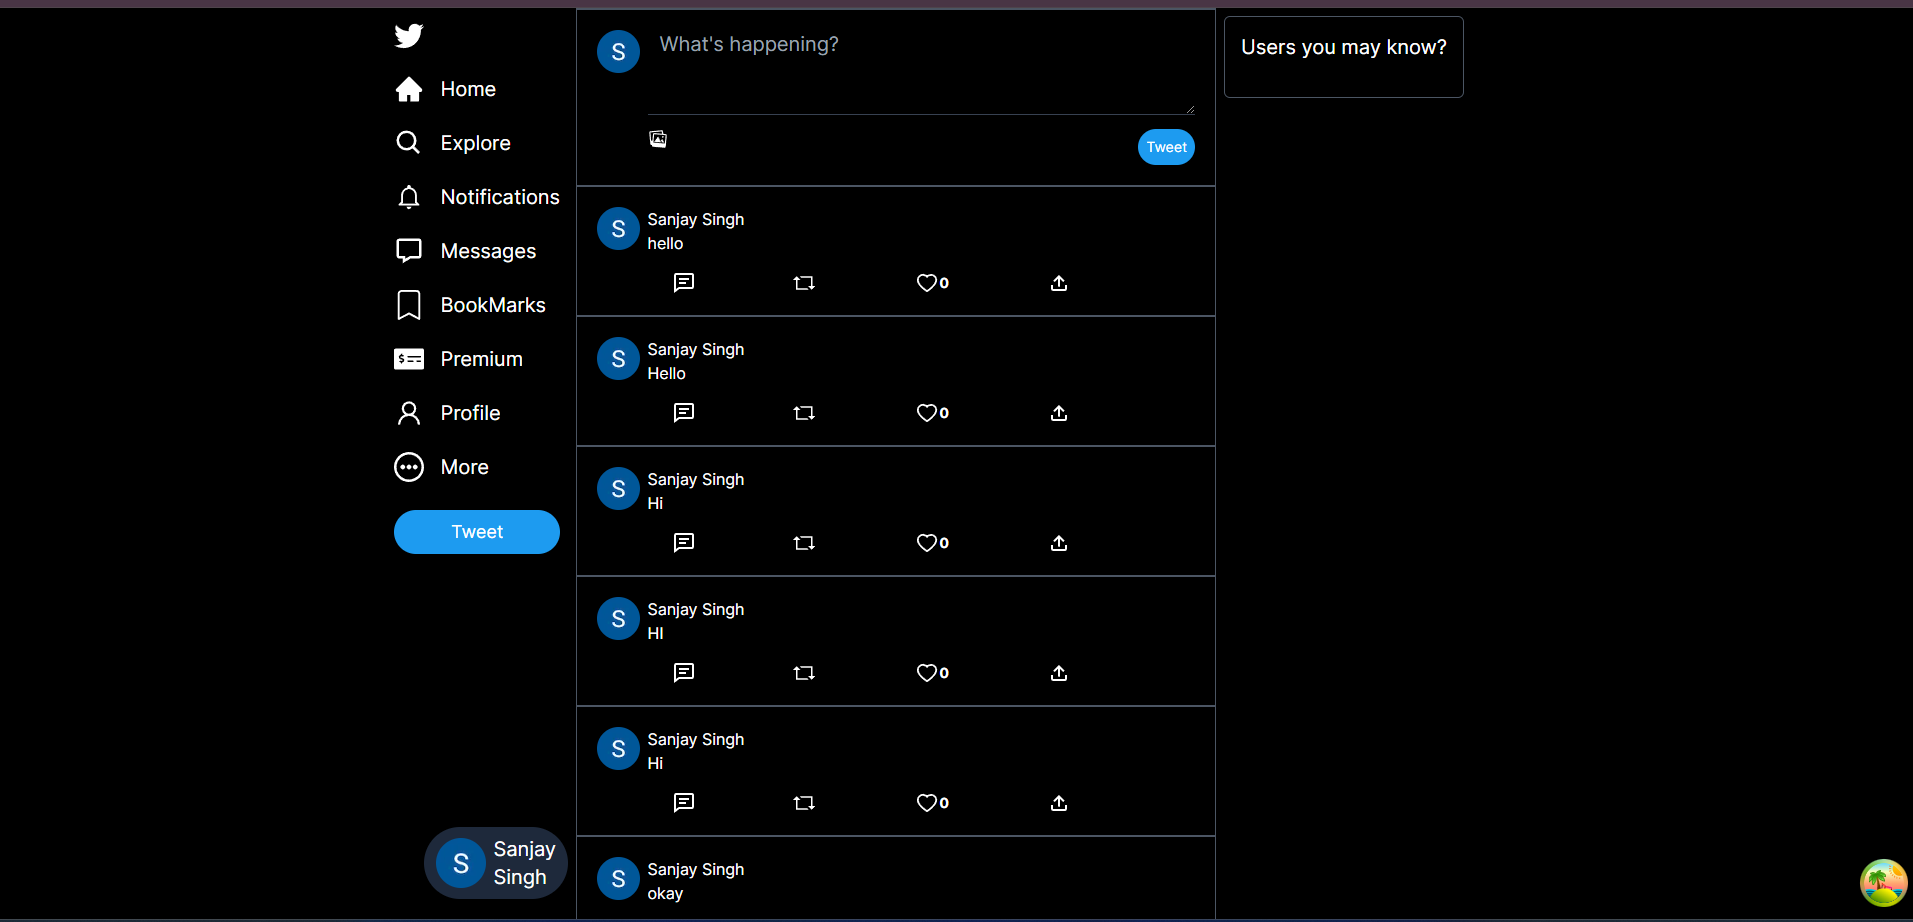 Home
Explore
Notifications
Messages
BookMarks
Premium
Profile
More
Tweet
S
Sanjay
Singh
S
What's happening?
Tweet
S
Sanjay Singh
hello
0
S
Sanjay Singh
Hello
0
S
Sanjay Singh
Hi
0
S
Sanjay Singh
HI
0
S
Sanjay Singh
Hi
0
S
Sanjay Singh
okay
Users you may know?